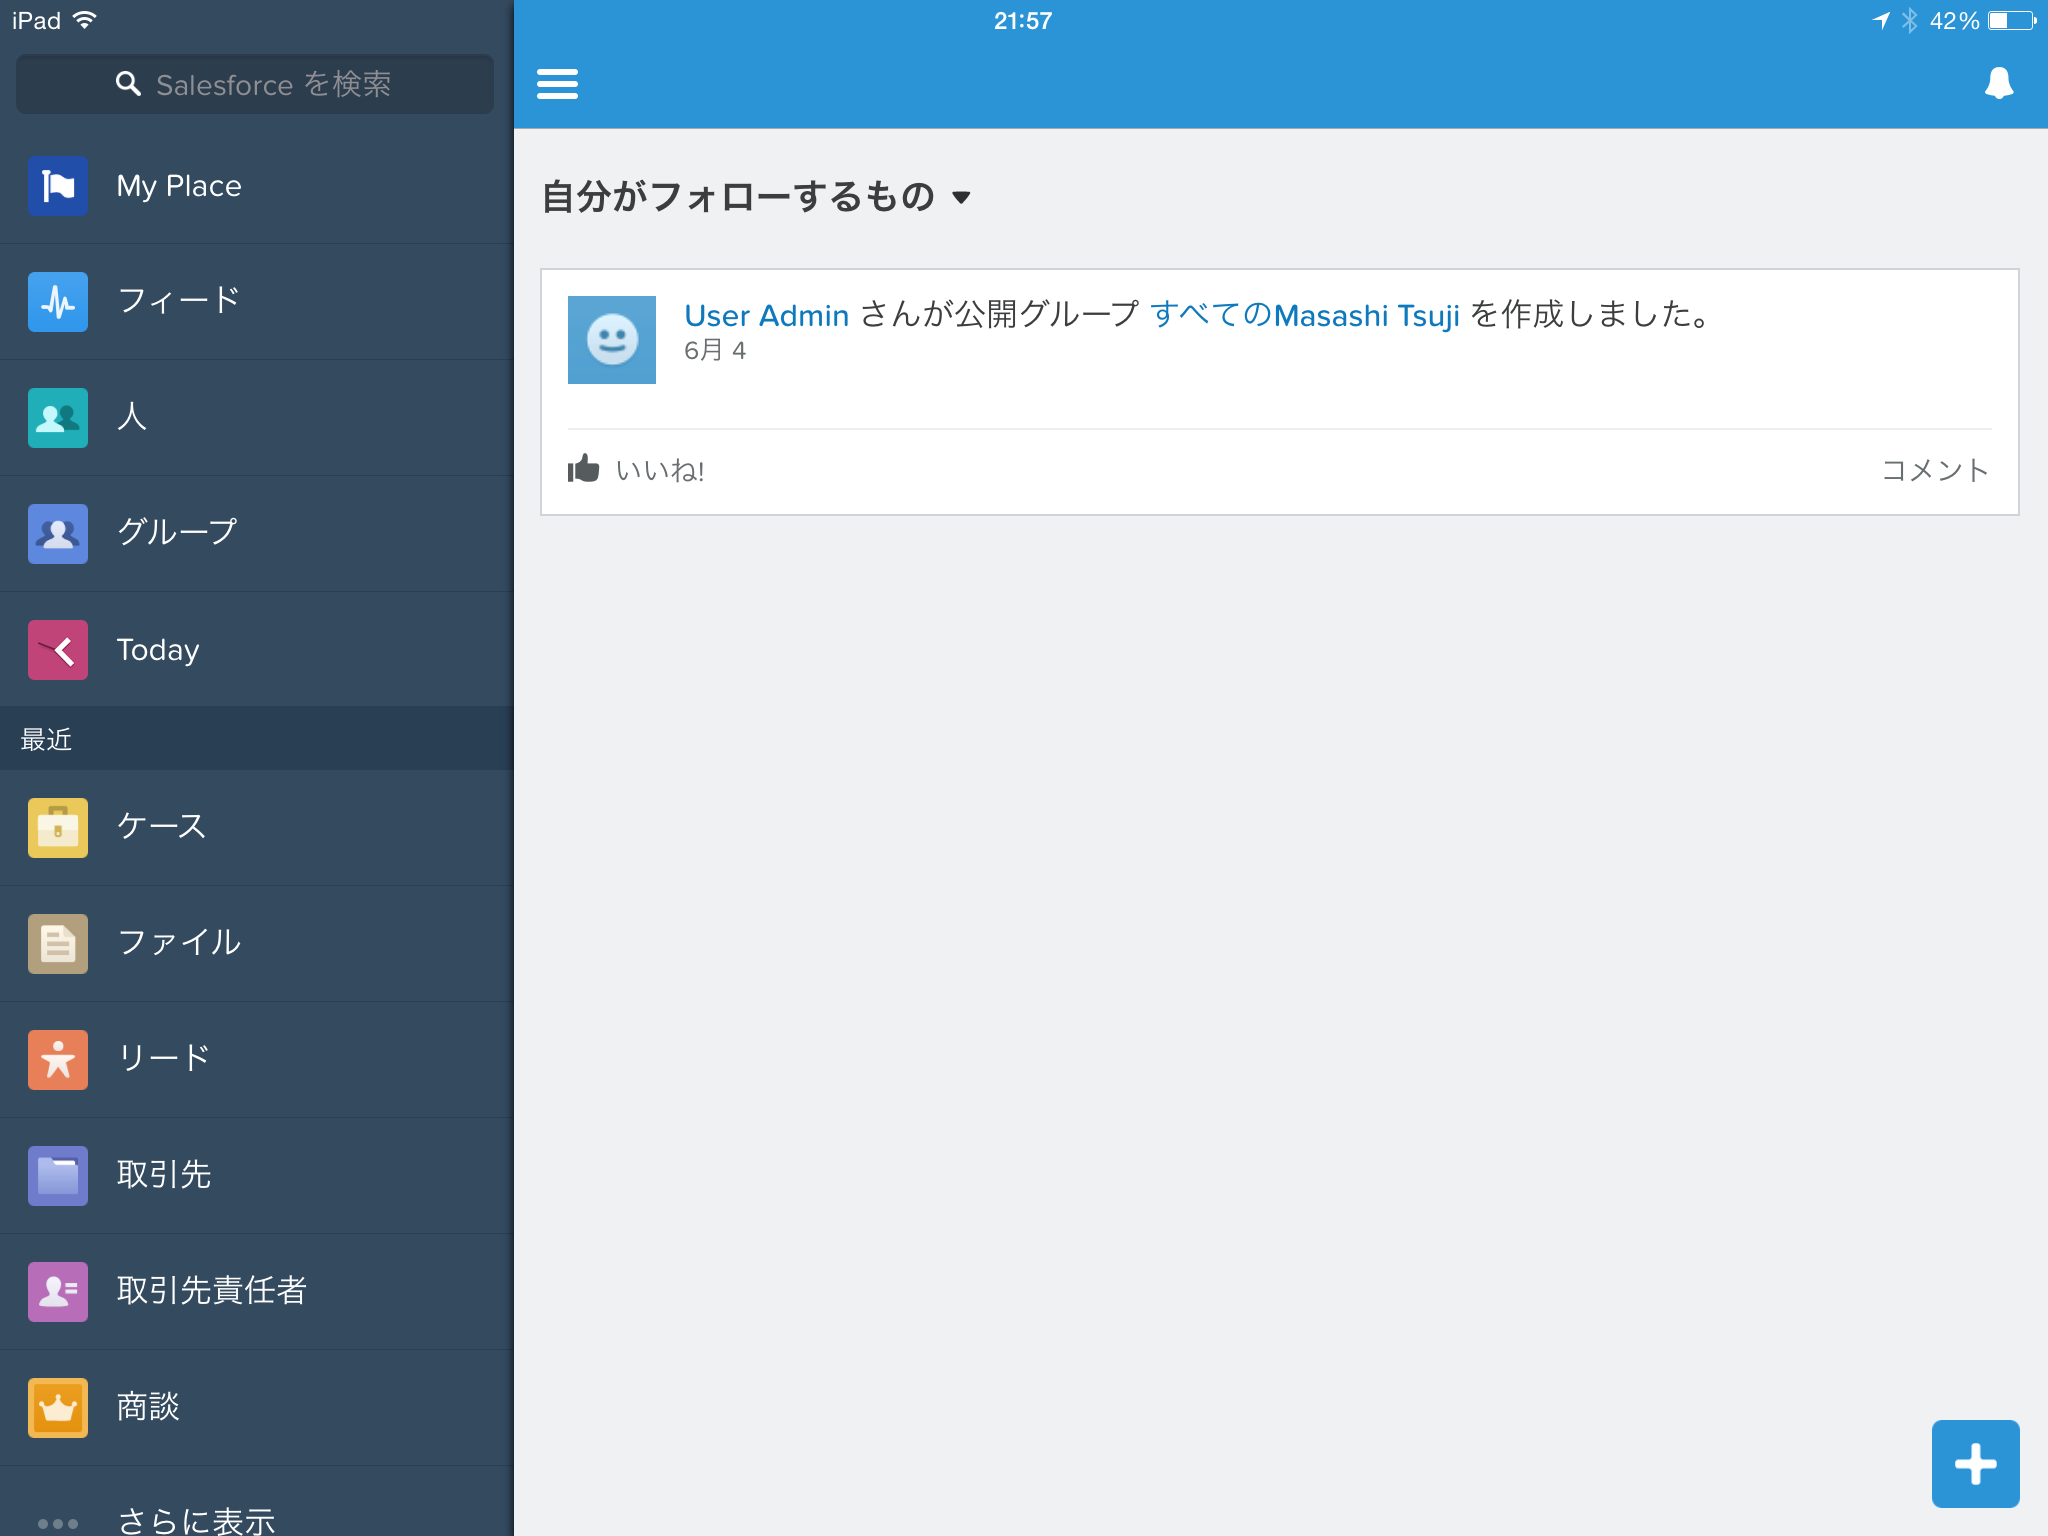 iPad
21:57
42%
Salesforce を検索
My Place
フィード
人
グループ
Today
最近
ケース
ファイル
リード
取引先
取引先責任者
商談
さらに表示
自分がフォローするもの
User Admin さんが公開グループ すべてのMasashi Tsuji を作成しました。
6月 4
いいね!
コメント